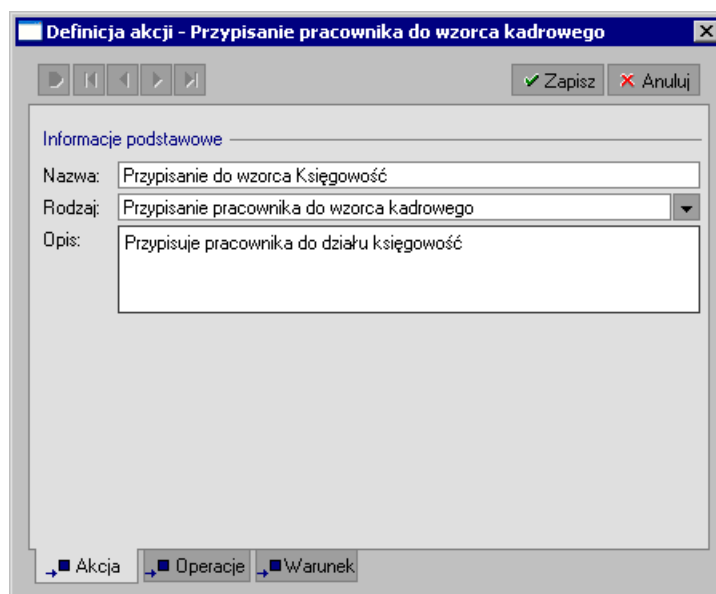 Definicja akcji - Przypisanie pracownika do wzorca kadrowego
Zapisz Anuluj
Informacje podstawowe
Nazwa: Przypisanie do wzorca Księgowość
Rodzaj: Przypisanie pracownika do wzorca kadrowego
Opis: Przypisuje pracownika do działu księgowość
Akcja Operacje Warunek